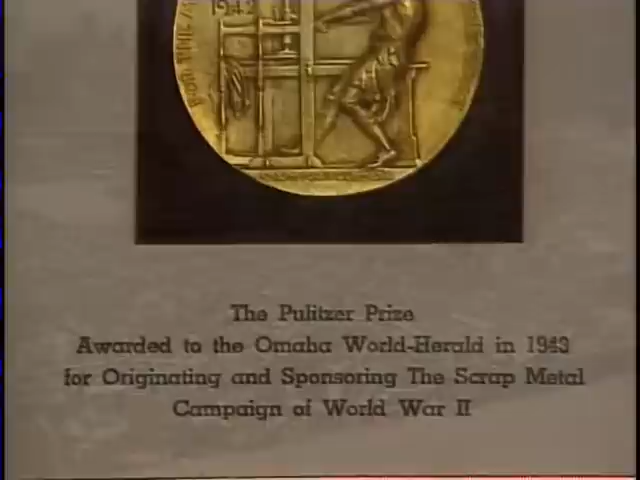 1942
The Pulitzer Prize
Awarded to the Omaha World-Herald in 1943
for Originating and Sponsoring The Scrap Metal
Campaign of World War II